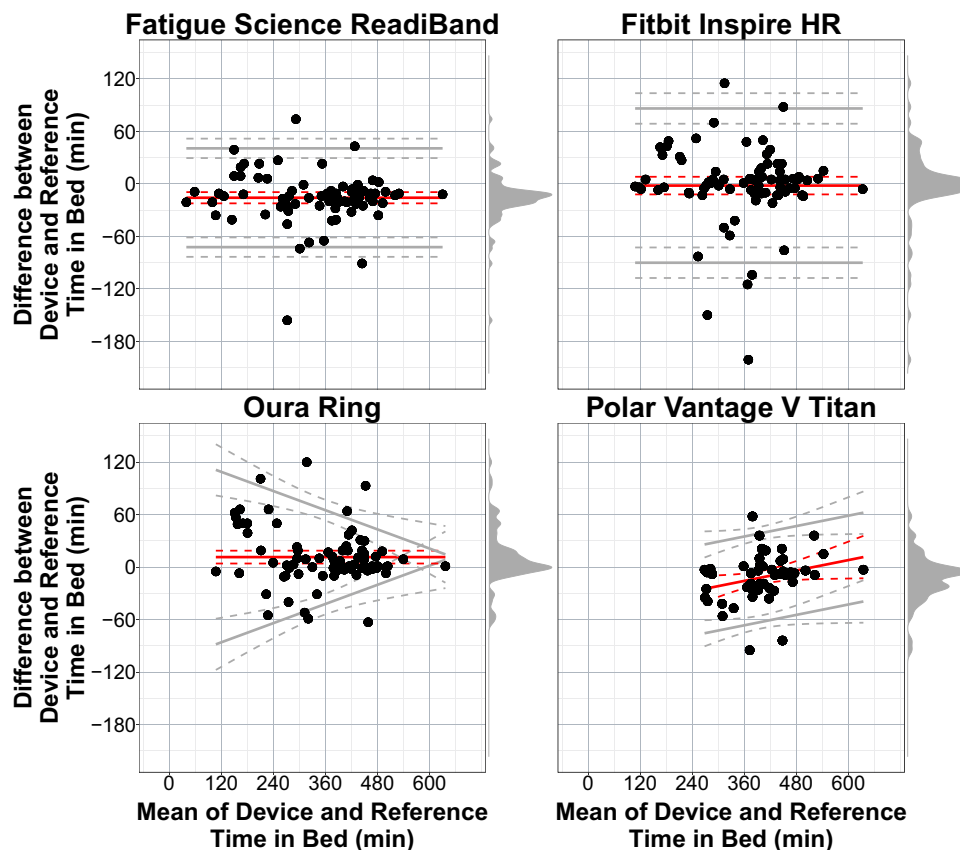 Fatigue Science ReadiBand
Fitbit Inspire HR
Difference between
Device and Reference
Time in Bed (min)
120
60
0
−60
−120
−180
Oura Ring
Polar Vantage V Titan
Difference between
Device and Reference
Time in Bed (min)
120
60
0
−60
−120
−180
0 120 240 360 480 600
0 120 240 360 480 600
Mean of Device and Reference
Time in Bed (min)
Mean of Device and Reference
Time in Bed (min)